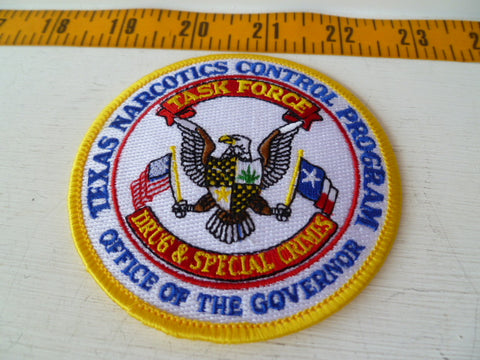 18 19 20 21 22 23
TEXAS NARCOTICS CONTROL PROGRAM
TASK FORCE
DRUG & SPECIAL CRIMES
OFFICE OF THE GOVERNOR